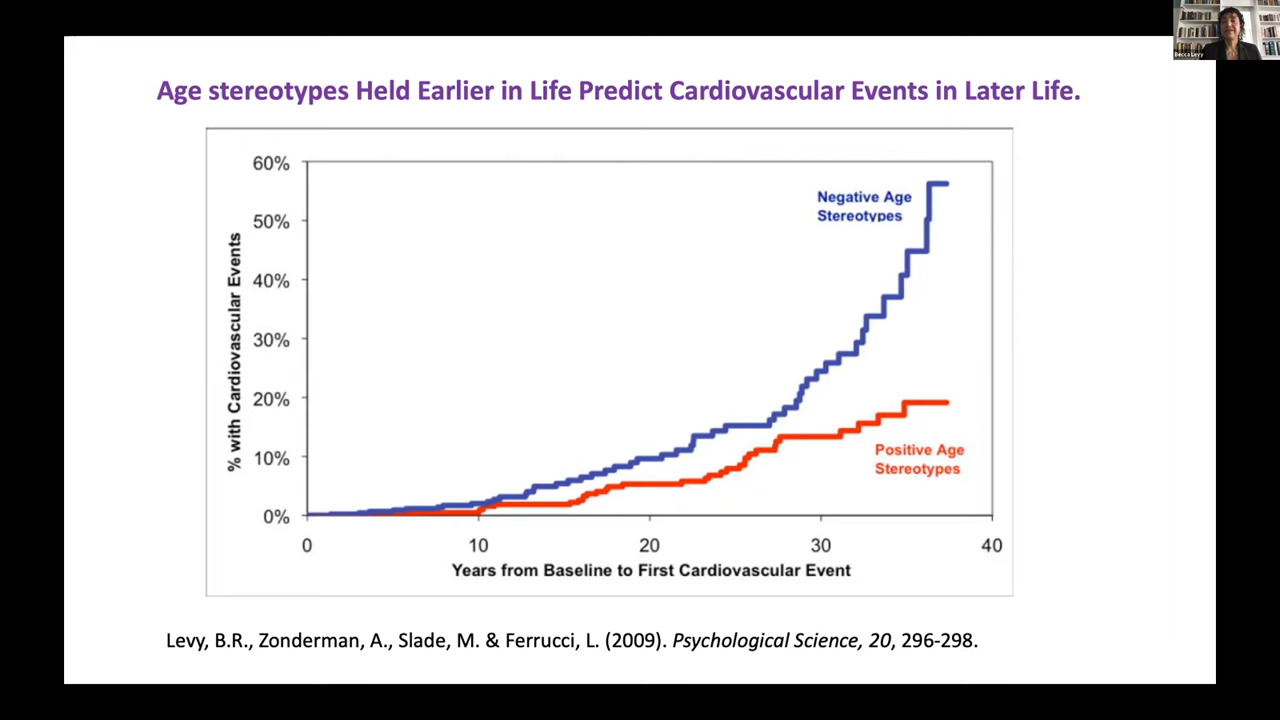 Becca Levy
Age stereotypes Held Earlier in Life Predict Cardiovascular Events in Later Life.
60%
50%
40%
30%
20%
10%
0%
% with Cardiovascular Events
Negative Age
Stereotypes
Positive Age
Stereotypes
0 10 20 30 40
Years from Baseline to First Cardiovascular Event
Levy, B.R., Zonderman, A., Slade, M. & Ferrucci, L. (2009). Psychological Science, 20, 296-298.